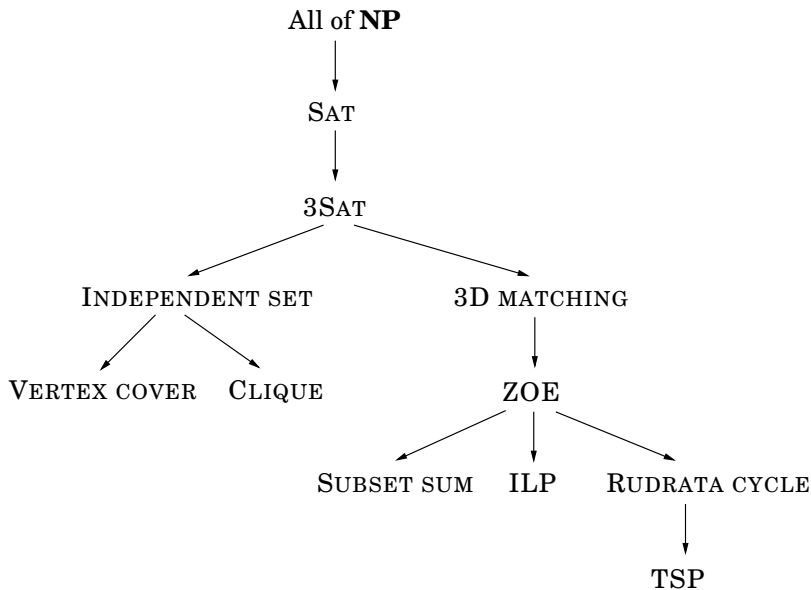 All of NP
SAT
3SAT
INDEPENDENT SET 3D MATCHING
VERTEX COVER CLIQUE ZOE
SUBSET SUM ILP RUDRATA CYCLE
TSP